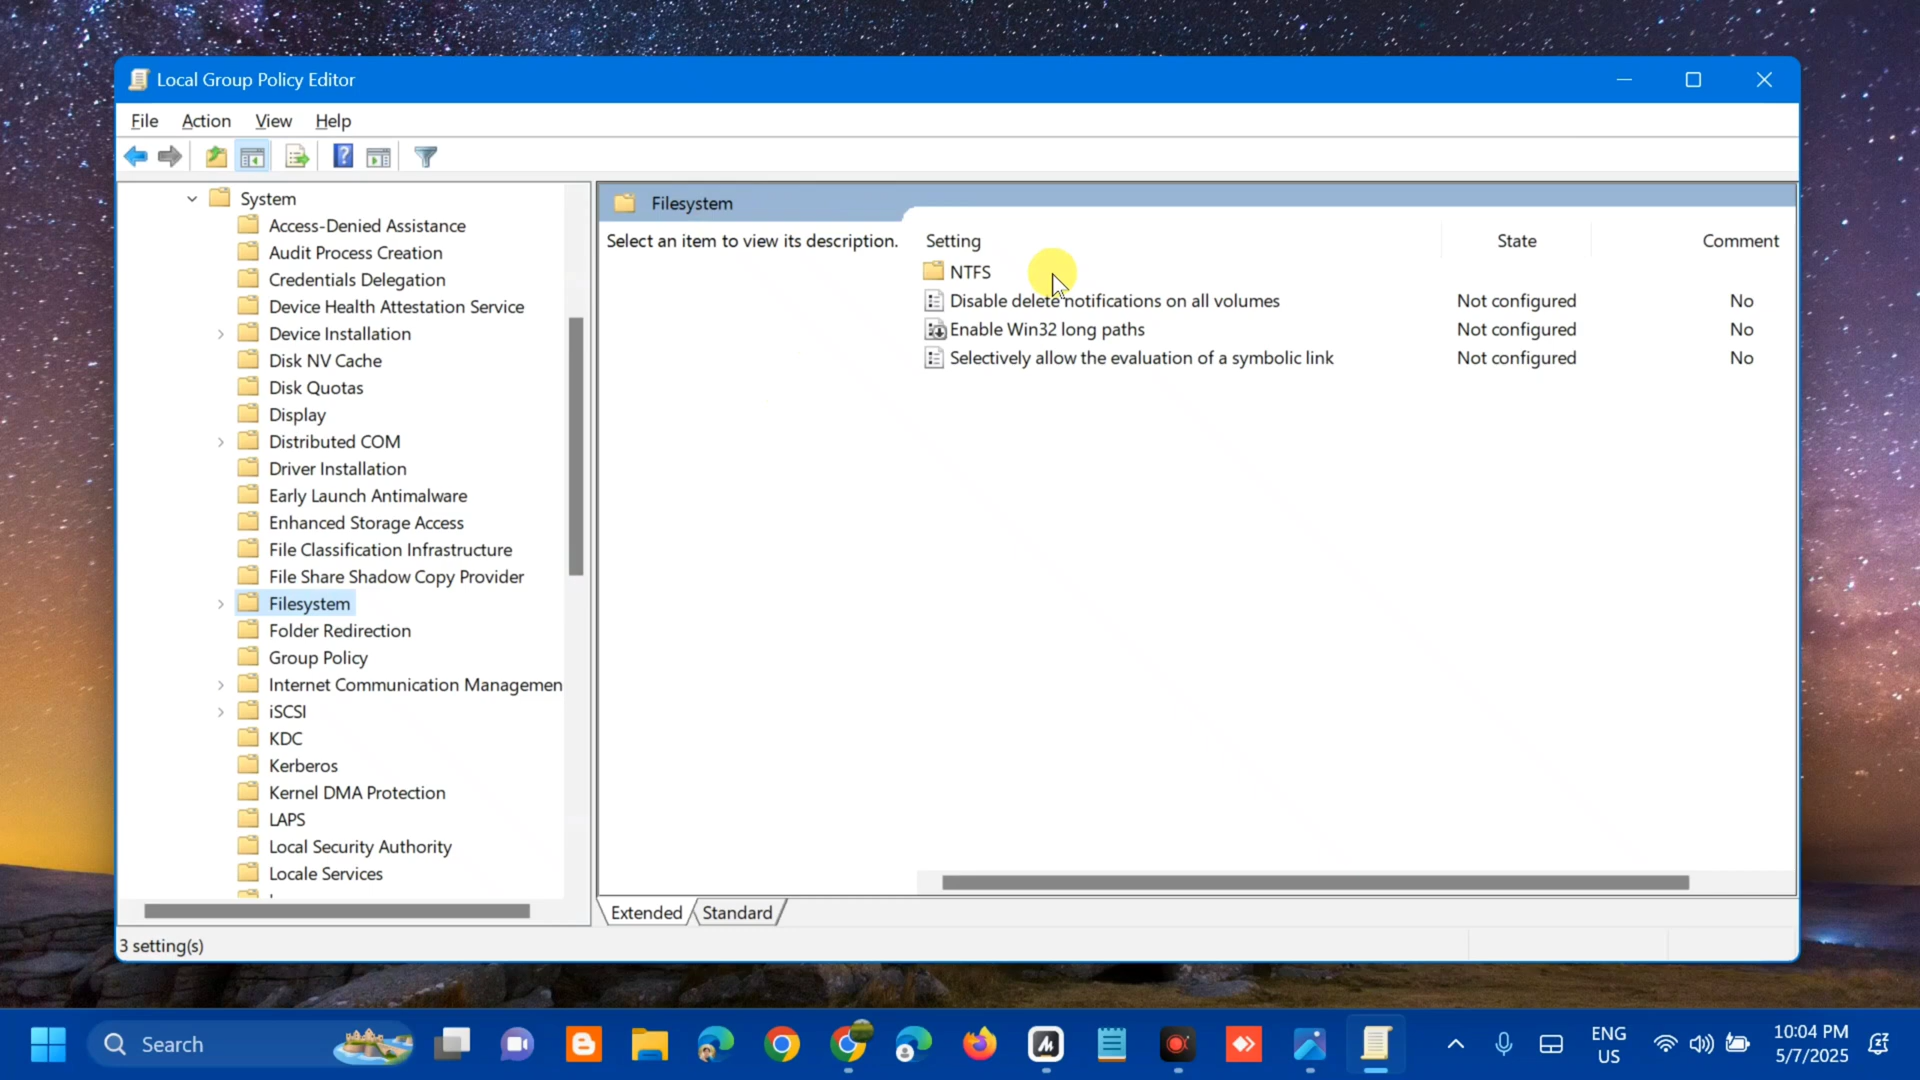 Local Group Policy Editor
File Action View Help
System
Access-Denied Assistance
Audit Process Creation
Credentials Delegation
Device Health Attestation Service
Device Installation
Disk NV Cache
Disk Quotas
Display
Distributed COM
Driver Installation
Early Launch Antimalware
Enhanced Storage Access
File Classification Infrastructure
File Share Shadow Copy Provider
Filesystem
Folder Redirection
Group Policy
Internet Communication Managemen
iSCSI
KDC
Kerberos
Kernel DMA Protection
LAPS
Local Security Authority
Locale Services
Filesystem
Select an item to view its description.
Setting State Comment
NTFS
Disable delete notifications on all volumes Not configured No
Enable Win32 long paths Not configured No
Selectively allow the evaluation of a symbolic link Not configured No
Extended Standard
3 setting(s)
Search
ENG
US
10:04 PM
5/7/2025